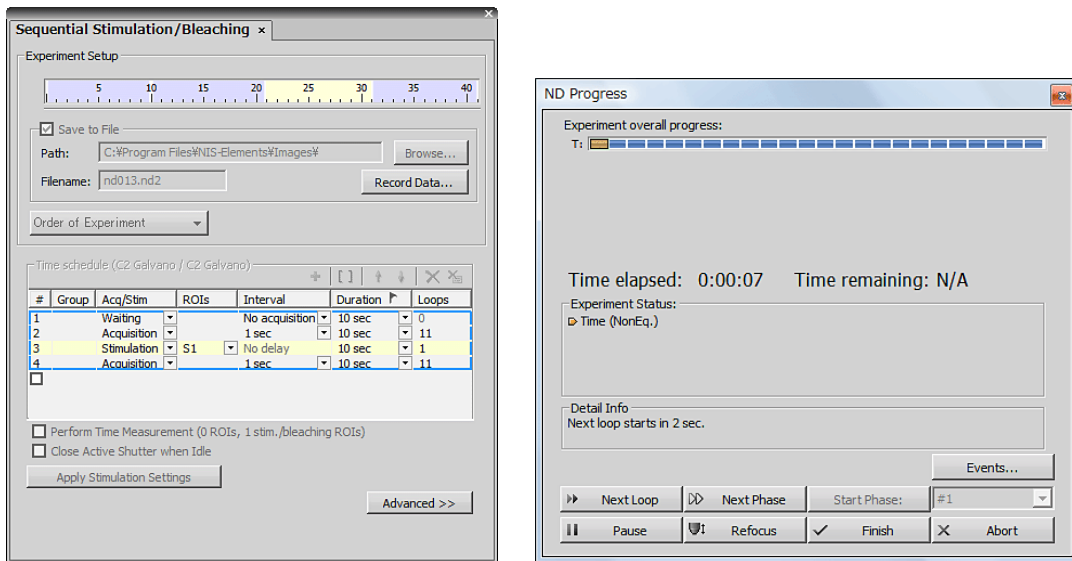 Sequential Stimulation/Bleaching ×
Experiment Setup
5 10 15 20 25 30 35 40
Save to File
Path: C:¥Program Files¥NIS-Elements¥Images¥ Browse...
Filename: nd013.nd2 Record Data...
Order of Experiment
Time schedule (C2 Galvano / C2 Galvano)
# Group Acq/Stim ROIs Interval Duration Loops
1 Waiting No acquisition 10 sec 0
2 Acquisition 1 sec 10 sec 11
3 Stimulation S1 No delay 10 sec 1
4 Acquisition 1 sec 10 sec 11
Perform Time Measurement (0 ROIs, 1 stim./bleaching ROIs)
Close Active Shutter when Idle
Apply Stimulation Settings
Advanced >>
ND Progress
Experiment overall progress:
T:
Time elapsed: 0:00:07 Time remaining: N/A
Experiment Status:
Time (NonEq.)
Detail Info
Next loop starts in 2 sec.
Events...
Next Loop Next Phase Start Phase: #1
Pause Refocus Finish Abort